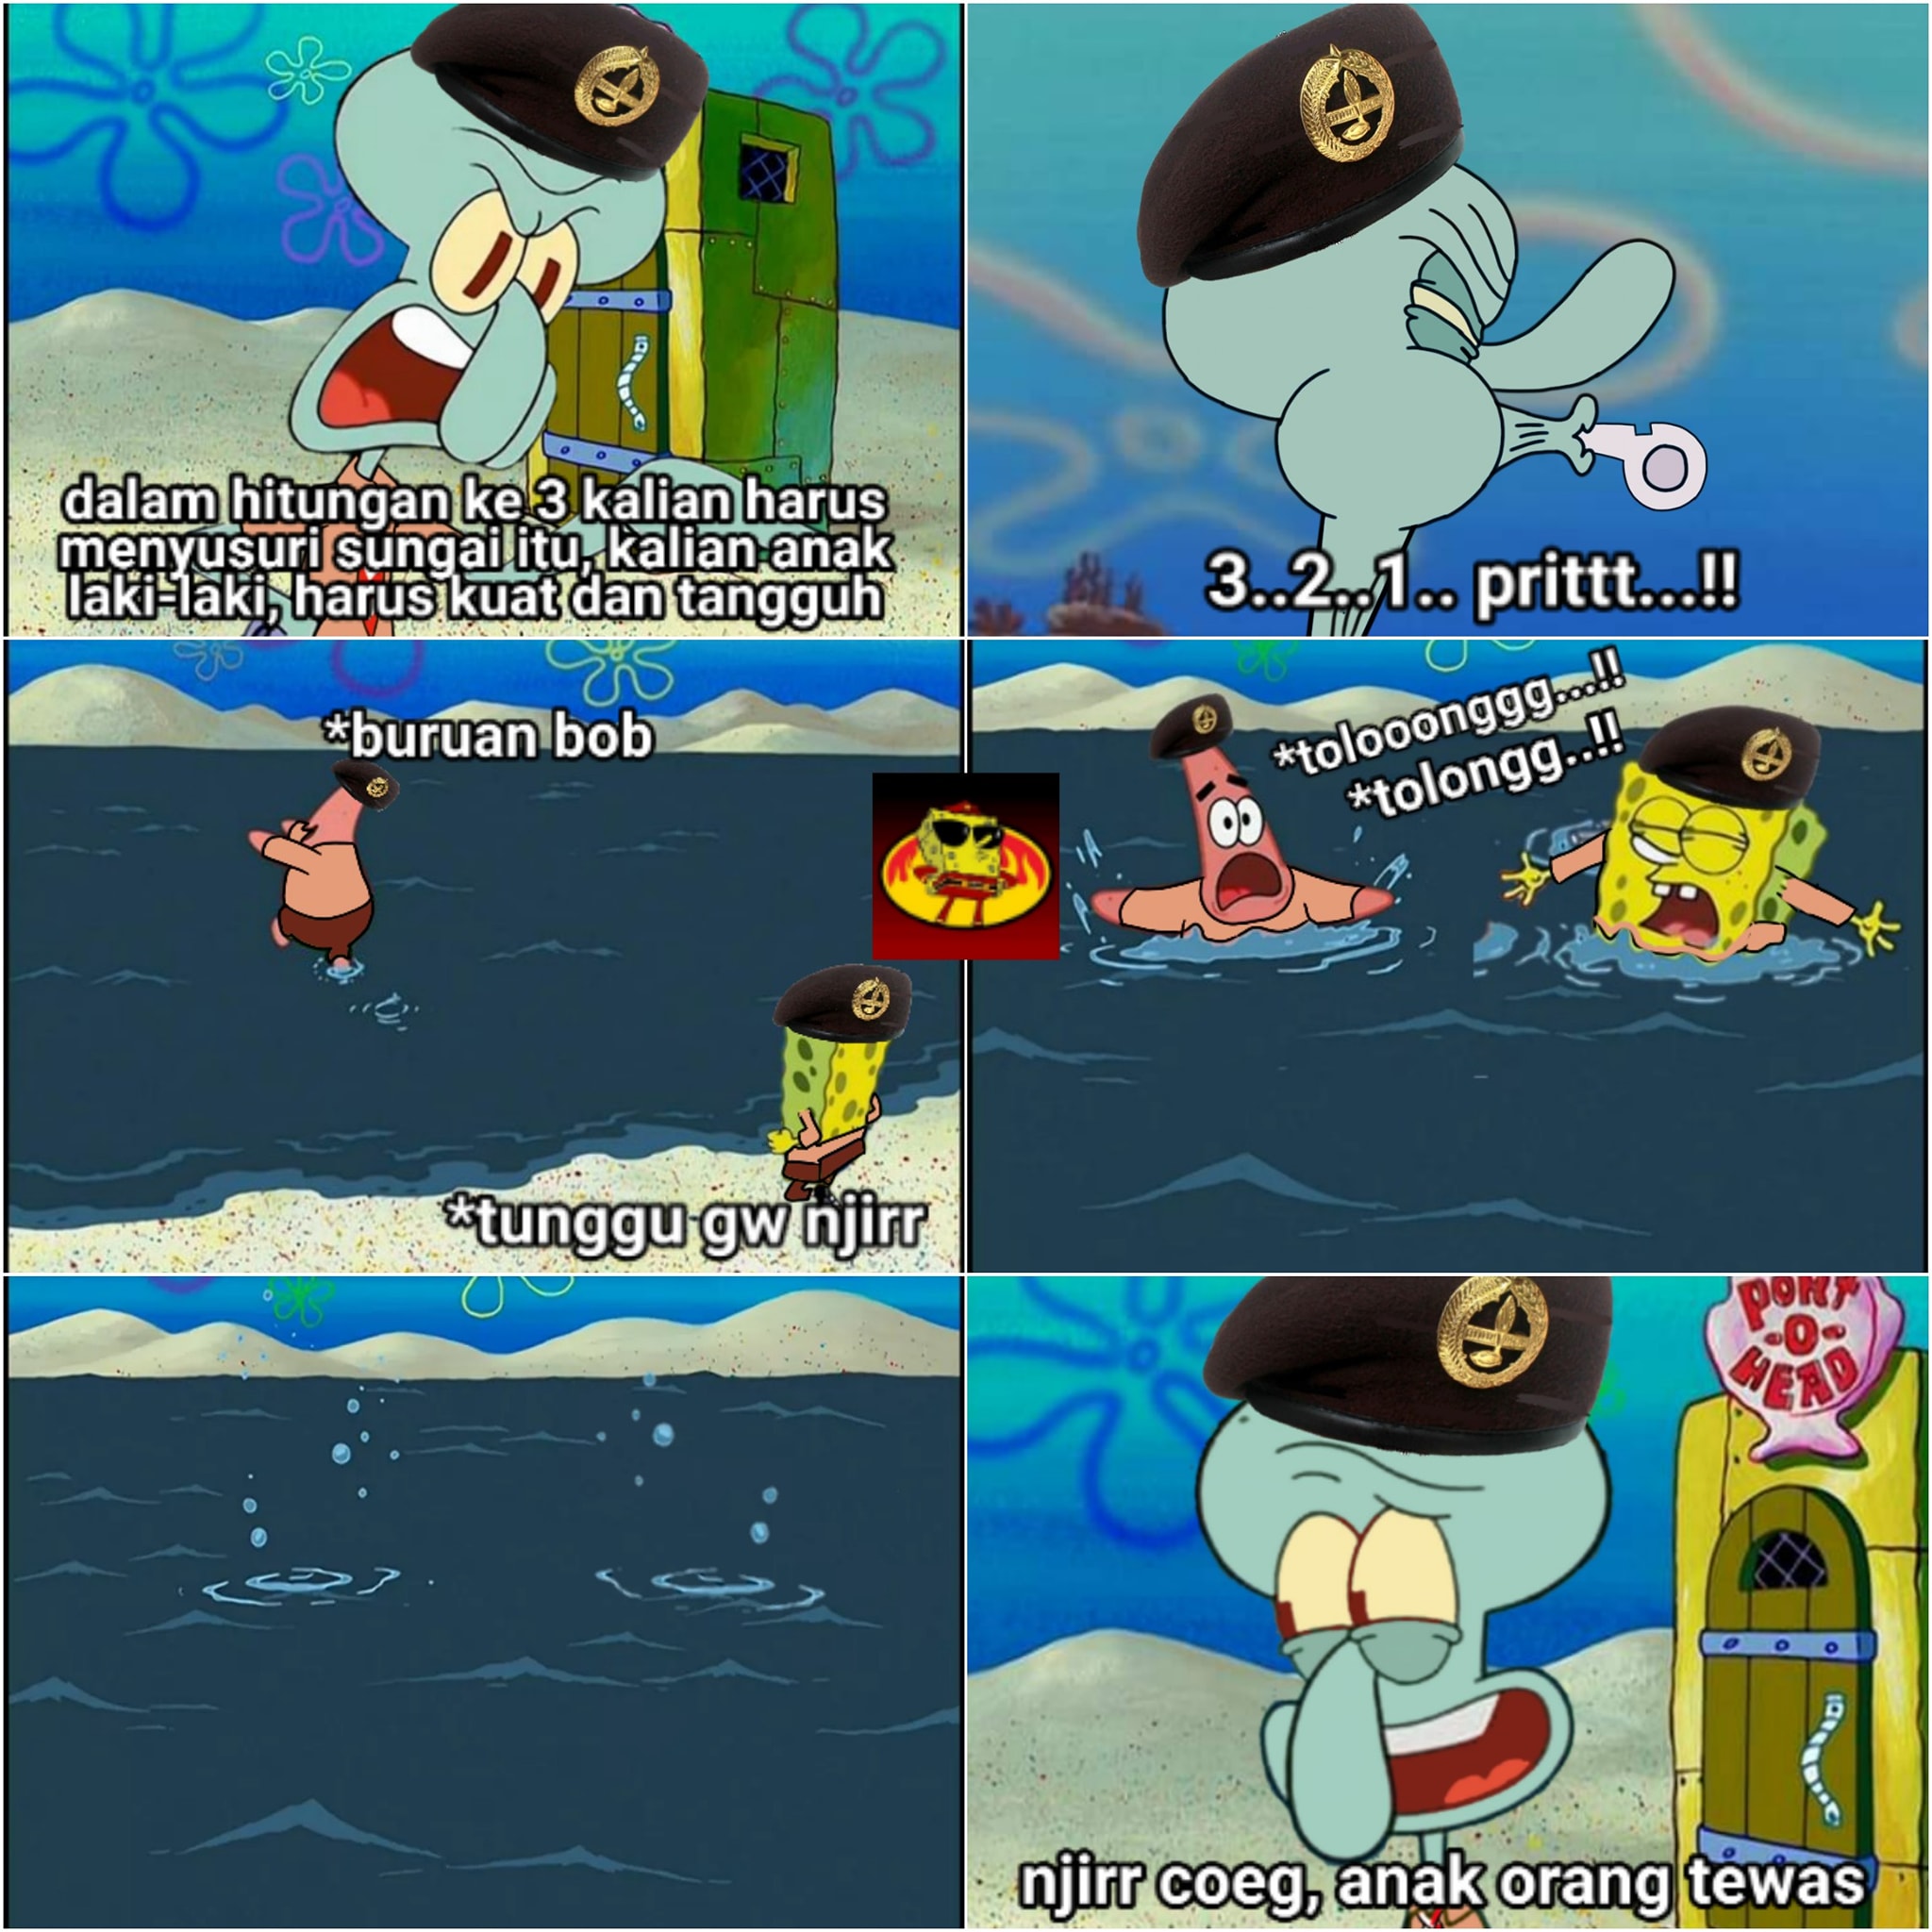 dalam hitungan ke 3 kalian harus
menyusuri sungai itu, kalian anak
laki-laki, harus kuat dan tangguh
3..2..1.. prittt...!!
*buruan bob
*tunggu gw njirr
*tolooonggg...!!
*tolongg..!!
PORT
-O-
HEAD
njirr coeg, anak orang tewas